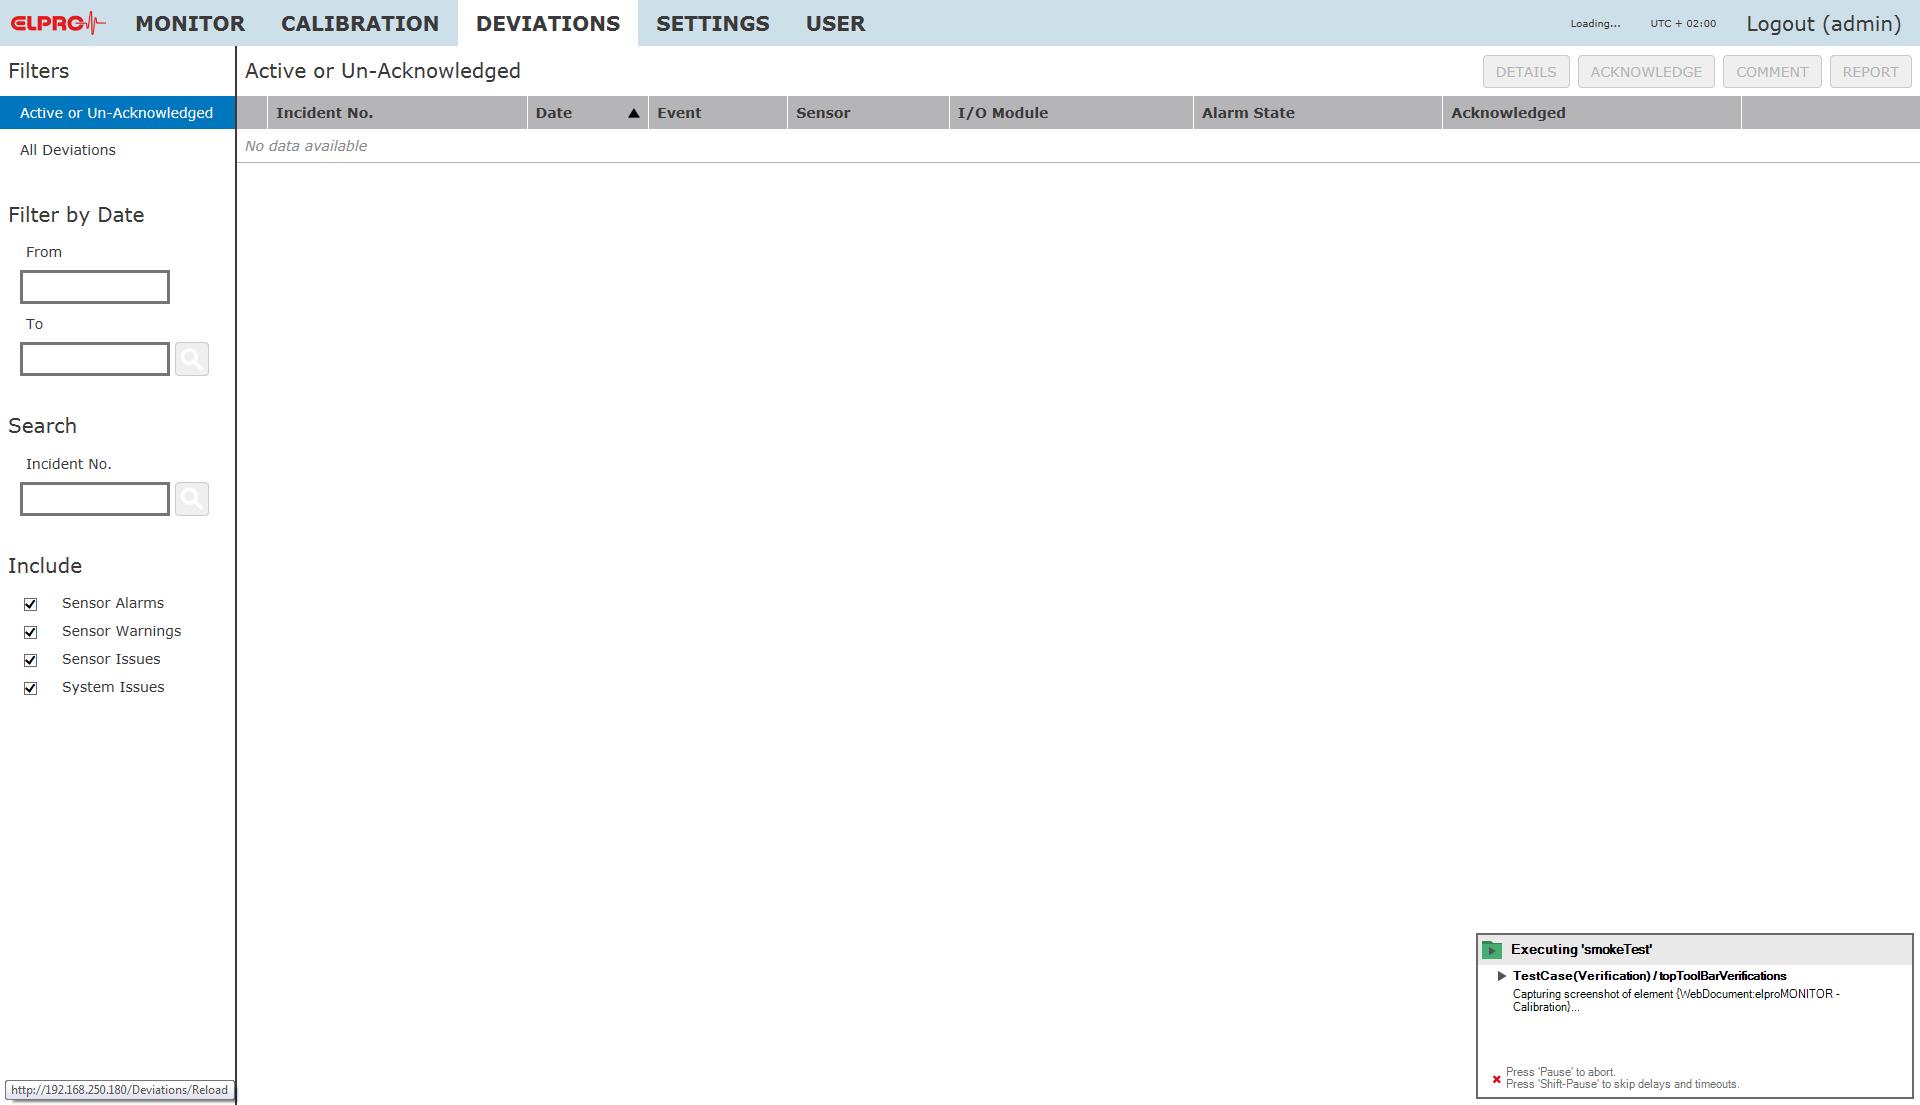 ELPRO MONITOR CALIBRATION DEVIATIONS SETTINGS USER Loading... UTC + 02:00 Logout (admin)
Filters
Active or Un-Acknowledged
All Deviations
Filter by Date
From
To
Search
Incident No.
Include
Sensor Alarms
Sensor Warnings
Sensor Issues
System Issues
Active or Un-Acknowledged DETAILS ACKNOWLEDGE COMMENT REPORT
Incident No. Date Event Sensor I/O Module Alarm State Acknowledged
No data available
Executing 'smokeTest'
TestCase(Verification) / topToolBarVerifications
Capturing screenshot of element {WebDocument:elproMONITOR -
Calibration}...
Press 'Pause' to abort.
Press 'Shift-Pause' to skip delays and timeouts.
http://192.168.250.180/Deviations/Reload